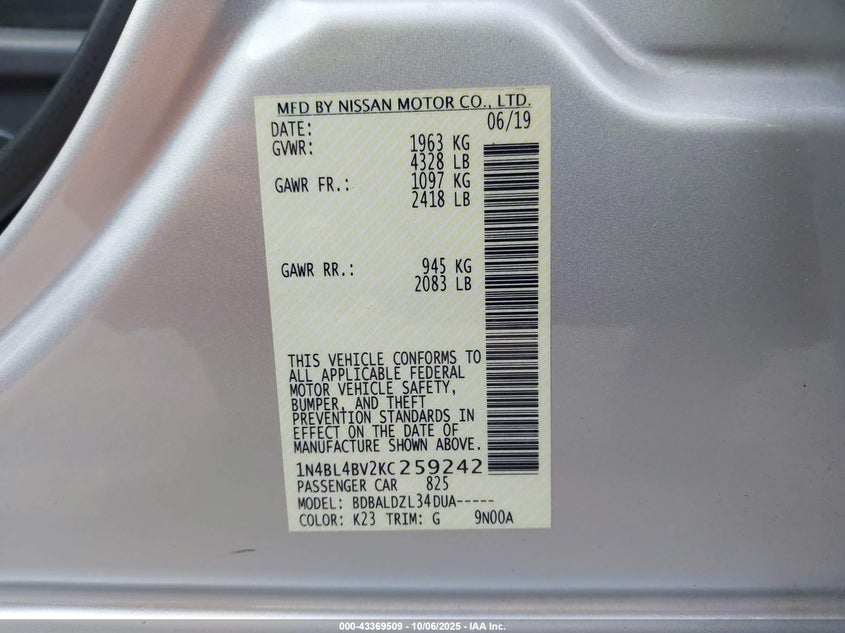 MFD BY NISSAN MOTOR CO., LTD.
DATE: 06/19
GVWR: 1963 KG
4328 LB
GAWR FR.: 1097 KG
2418 LB
GAWR RR.: 945 KG
2083 LB
THIS VEHICLE CONFORMS TO
ALL APPLICABLE FEDERAL
MOTOR VEHICLE SAFETY,
BUMPER, AND THEFT
PREVENTION STANDARDS IN
EFFECT ON THE DATE OF
MANUFACTURE SHOWN ABOVE.
1N4BL4BV2KC259242
PASSENGER CAR 825
MODEL: BDBALDZL34DUA-----
COLOR: K23 TRIM: G 9N00A
000-43369509 - 10/06/2025 - IAA Inc.